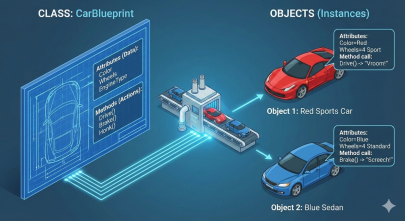 CLASS: CarBlueprint
Attributes (Data):
Color
Wheels
EngineType
Methods (Actions):
Drive()
Brake()
Honk()
OBJECTS (Instances)
Attributes:
Color=Red
Wheels=4 Sport
Method call:
Drive() -> "Vroom!"
Object 1: Red Sports Car
Attributes:
Color=Blue
Wheels=4 Standard
Method call:
Brake() -> "Screech!"
Object 2: Blue Sedan